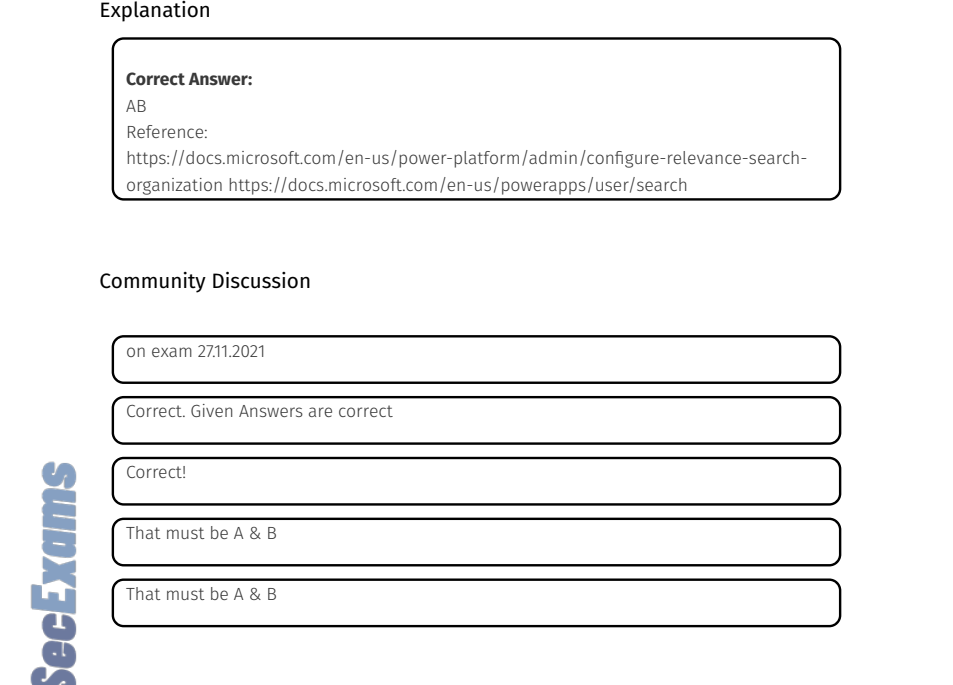 Explanation
Correct Answer:
AB
Reference:
https://docs.microsoft.com/en-us/power-platform/admin/configure-relevance-search-
organization https://docs.microsoft.com/en-us/powerapps/user/search
Community Discussion
on exam 27.11.2021
Correct. Given Answers are correct
Correct!
That must be A & B
That must be A & B
SecExams